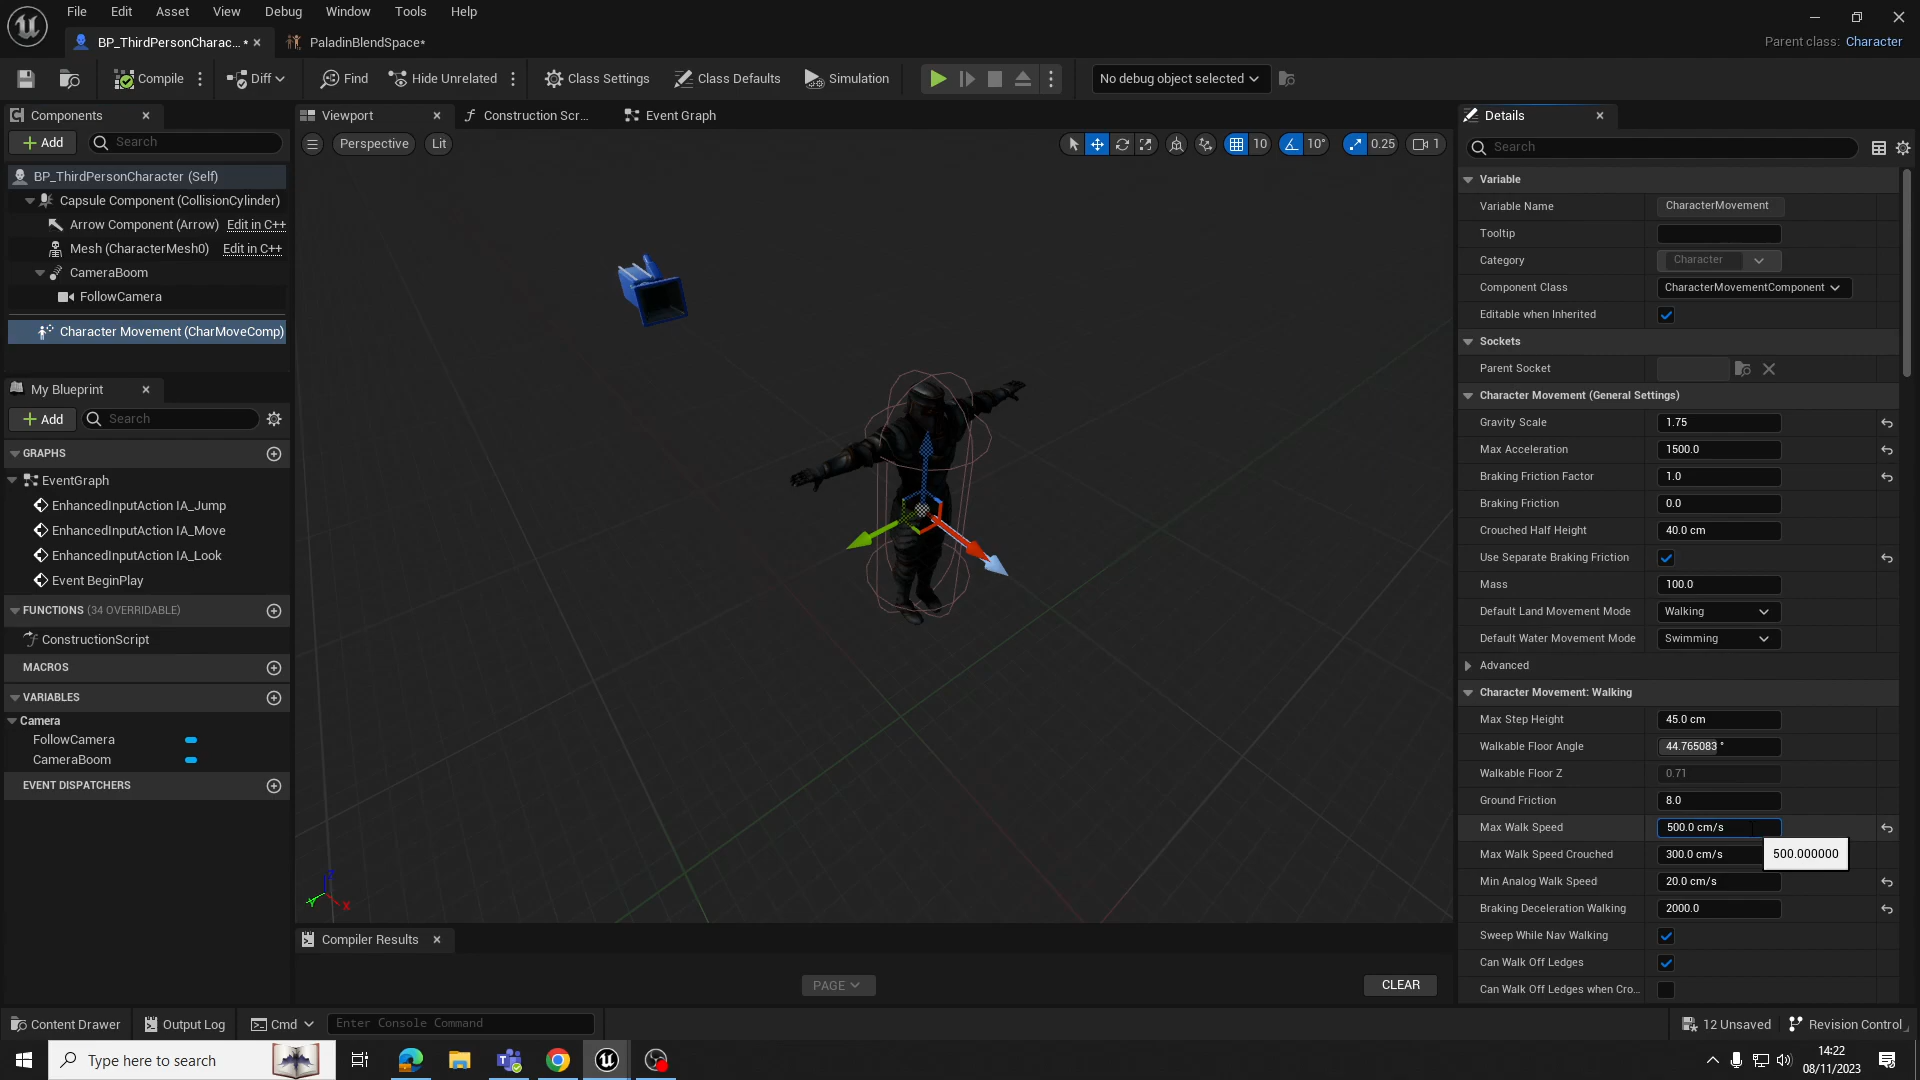 File Edit Asset View Debug Window Tools Help
BP_ThirdPersonCharac... *
PaladinBlendSpace*
Parent class: Character
Compile
Diff
Find
Hide Unrelated
Class Settings
Class Defaults
Simulation
No debug object selected
Components
Add
Search
BP_ThirdPersonCharacter (Self)
Capsule Component (CollisionCylinder)
Arrow Component (Arrow) Edit in C++
Mesh (CharacterMesh0) Edit in C++
CameraBoom
FollowCamera
Character Movement (CharMoveComp)
My Blueprint
Add
Search
GRAPHS
EventGraph
EnhancedInputAction IA_Jump
EnhancedInputAction IA_Move
EnhancedInputAction IA_Look
Event BeginPlay
FUNCTIONS (34 OVERRIDABLE)
ConstructionScript
MACROS
VARIABLES
Camera
FollowCamera
CameraBoom
EVENT DISPATCHERS
Viewport
Construction Scr...
Event Graph
Perspective
Lit
10
10°
0.25
1
Z
Y
X
Compiler Results
PAGE
CLEAR
Details
Search
Variable
Variable Name CharacterMovement
Tooltip
Category Character
Component Class CharacterMovementComponent
Editable when Inherited
Sockets
Parent Socket
Character Movement (General Settings)
Gravity Scale 1.75
Max Acceleration 1500.0
Braking Friction Factor 1.0
Braking Friction 0.0
Crouched Half Height 40.0 cm
Use Separate Braking Friction
Mass 100.0
Default Land Movement Mode Walking
Default Water Movement Mode Swimming
Advanced
Character Movement: Walking
Max Step Height 45.0 cm
Walkable Floor Angle 44.765083 °
Walkable Floor Z 0.71
Ground Friction 8.0
Max Walk Speed 500.0 cm/s
Max Walk Speed Crouched 300.0 cm/s
500.000000
Min Analog Walk Speed 20.0 cm/s
Braking Deceleration Walking 2000.0
Sweep While Nav Walking
Can Walk Off Ledges
Can Walk Off Ledges when Cro...
Content Drawer
Output Log
Cmd
Enter Console Command
12 Unsaved
Revision Control
Type here to search
14:22
08/11/2023